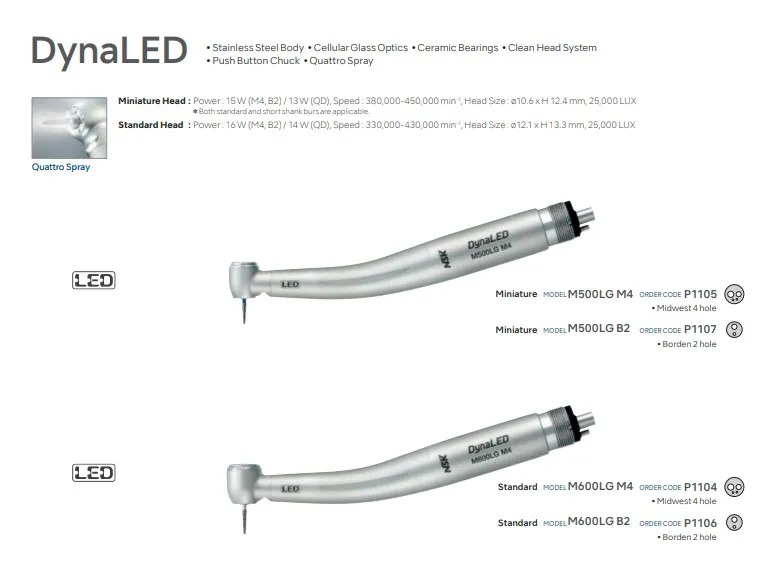 DynaLED
• Stainless Steel Body • Cellular Glass Optics • Ceramic Bearings • Clean Head System
• Push Button Chuck • Quattro Spray
Miniature Head : Power : 15 W (M4, B2) / 13 W (QD), Speed : 380,000-450,000 min⁻¹, Head Size : ø10.6 x H 12.4 mm, 25,000 LUX
＊Both standard and short shank burs are applicable.
Standard Head : Power : 16 W (M4, B2) / 14 W (QD), Speed : 330,000-430,000 min⁻¹, Head Size : ø12.1 x H 13.3 mm, 25,000 LUX
Quattro Spray
DynaLED
M500LG M4
NSK
LED
LED
Miniature MODEL M500LG M4 ORDER CODE P1105
• Midwest 4 hole
Miniature MODEL M500LG B2 ORDER CODE P1107
• Borden 2 hole
DynaLED
M600LG M4
NSK
LED
LED
Standard MODEL M600LG M4 ORDER CODE P1104
• Midwest 4 hole
Standard MODEL M600LG B2 ORDER CODE P1106
• Borden 2 hole